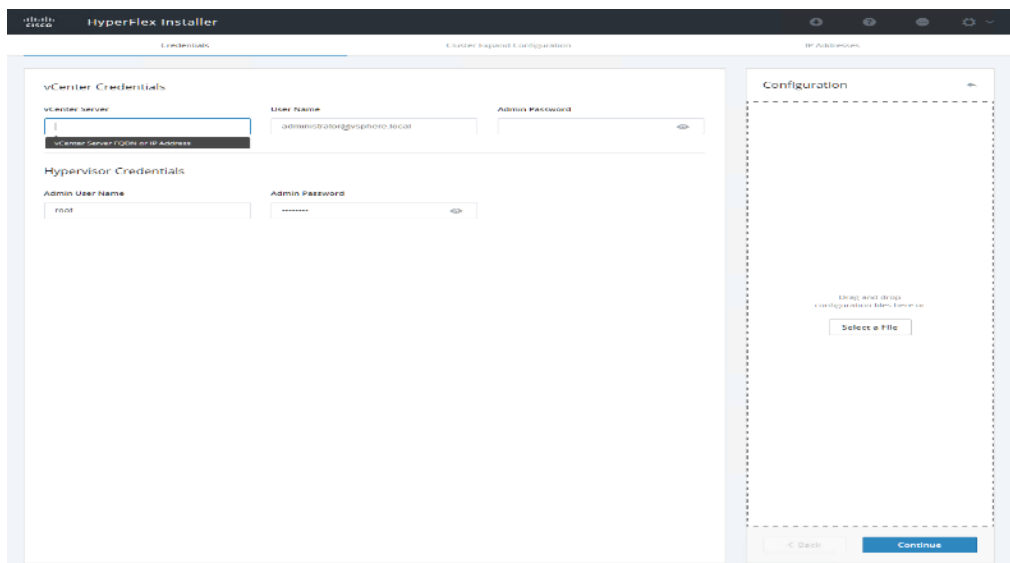 CISCO HyperFlex Installer
Credentials Cluster Expand Configuration IP Addresses
vCenter Credentials
vCenter Server User Name Admin Password
administrator@vsphere.local
vCenter Server FQDN or IP Address
Hypervisor Credentials
Admin User Name Admin Password
root ••••••••
Configuration
Drag and drop
configuration files here or
Select a File
< Back Continue